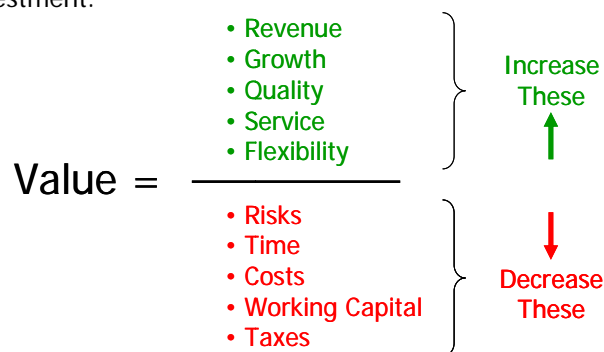 • Revenue
• Growth
• Quality
• Service
• Flexibility
Increase
These
Value =
• Risks
• Time
• Costs
• Working Capital
• Taxes
Decrease
These